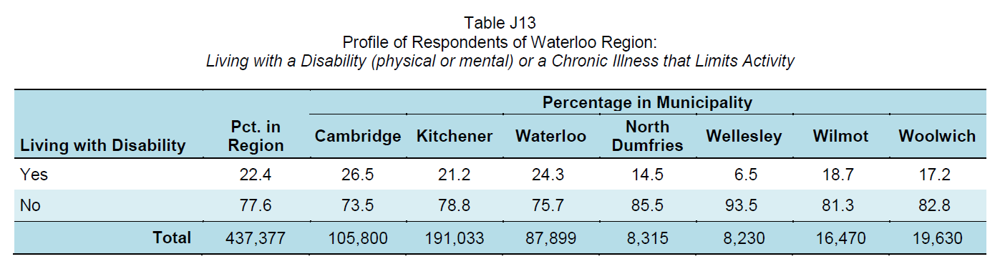 Table J13
Profile of Respondents of Waterloo Region:
Living with a Disability (physical or mental) or a Chronic Illness that Limits Activity
Percentage in Municipality
Living with Disability Pct. in Region Cambridge Kitchener Waterloo North Dumfries Wellesley Wilmot Woolwich
Yes 22.4 26.5 21.2 24.3 14.5 6.5 18.7 17.2
No 77.6 73.5 78.8 75.7 85.5 93.5 81.3 82.8
Total 437,377 105,800 191,033 87,899 8,315 8,230 16,470 19,630